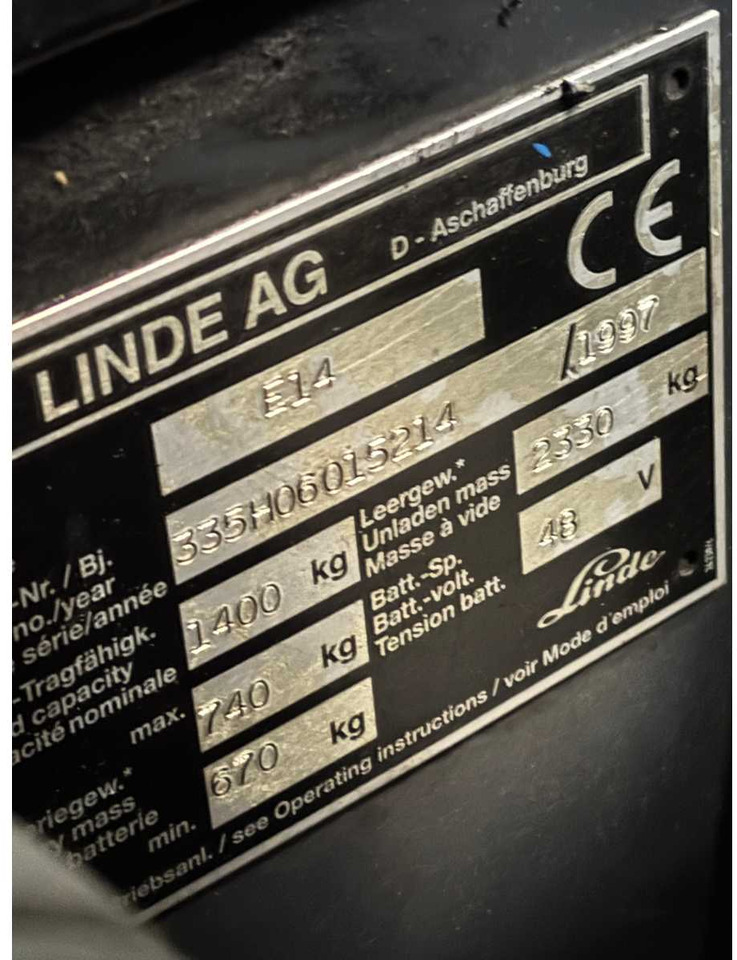 LINDE AG D - Aschaffenburg
CE
E14
-Nr. / Bj.
no./year
série/année
335H06015214 /1997
-Tragfähigk.
d capacity
acité nominale
1400 kg
Leergew.*
Unladen mass
Masse à vide
2330 kg
max. 740 kg
Batt.-Sp.
Batt.-volt.
Tension batt.
48 V
riegew.*
y mass
batterie
min. 670 kg
Linde
riebsanl. / see Operating instructions / voir Mode d'emploi